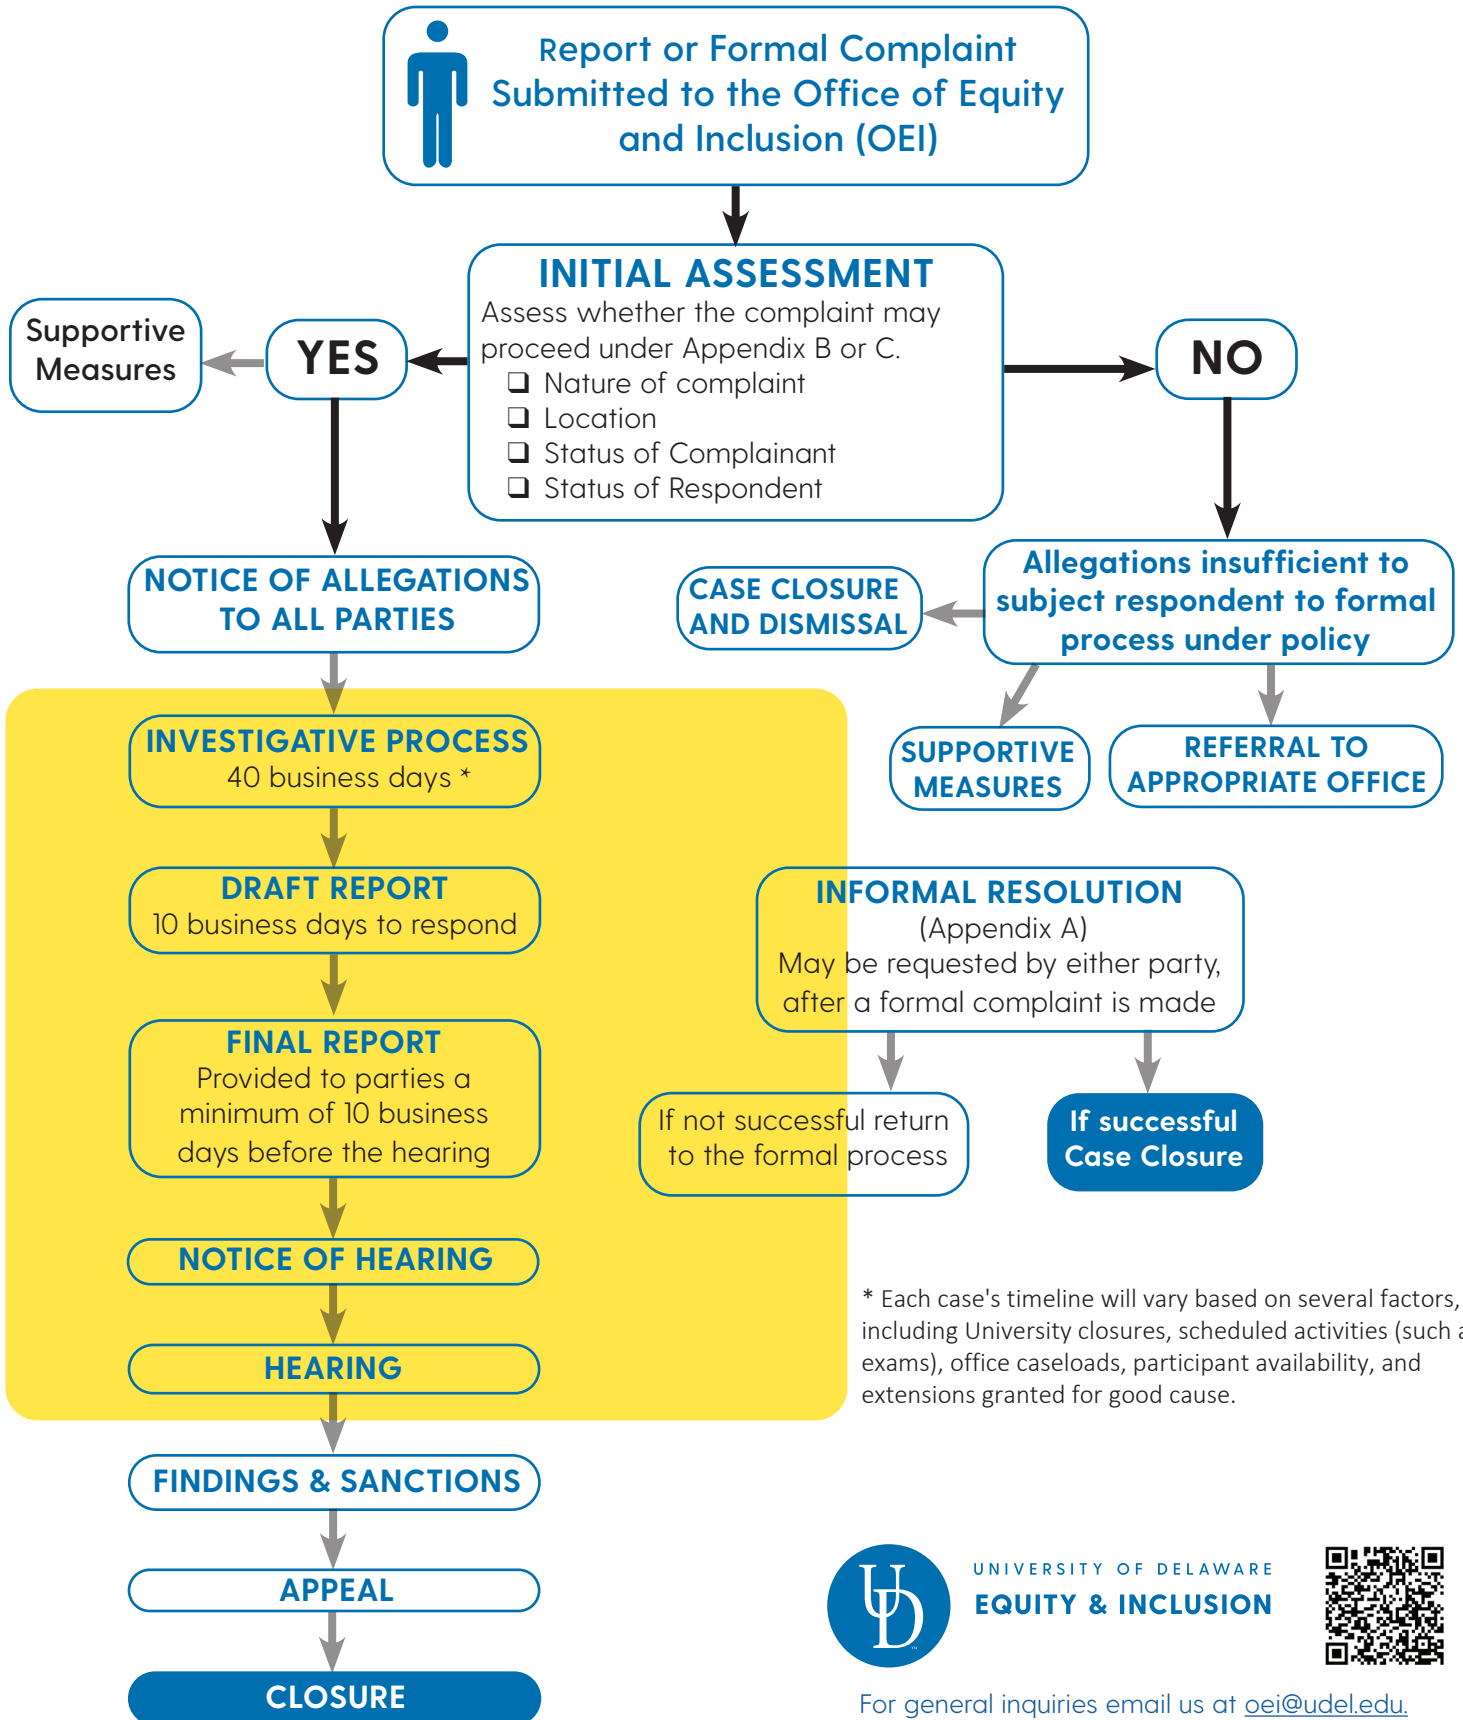 Report or Formal Complaint
Submitted to the Office of Equity
and Inclusion (OEI)
INITIAL ASSESSMENT
Assess whether the complaint may
proceed under Appendix B or C.
❑ Nature of complaint
❑ Location
❑ Status of Complainant
❑ Status of Respondent
Supportive
Measures
YES
NO
NOTICE OF ALLEGATIONS
TO ALL PARTIES
CASE CLOSURE
AND DISMISSAL
Allegations insufficient to
subject respondent to formal
process under policy
SUPPORTIVE
MEASURES
REFERRAL TO
APPROPRIATE OFFICE
INVESTIGATIVE PROCESS
40 business days *
DRAFT REPORT
10 business days to respond
FINAL REPORT
Provided to parties a
minimum of 10 business
days before the hearing
NOTICE OF HEARING
HEARING
INFORMAL RESOLUTION
(Appendix A)
May be requested by either party,
after a formal complaint is made
If not successful return
to the formal process
If successful
Case Closure
* Each case's timeline will vary based on several factors,
including University closures, scheduled activities (such a
exams), office caseloads, participant availability, and
extensions granted for good cause.
FINDINGS & SANCTIONS
APPEAL
CLOSURE
UD
UNIVERSITY OF DELAWARE
EQUITY & INCLUSION
For general inquiries email us at oei@udel.edu.